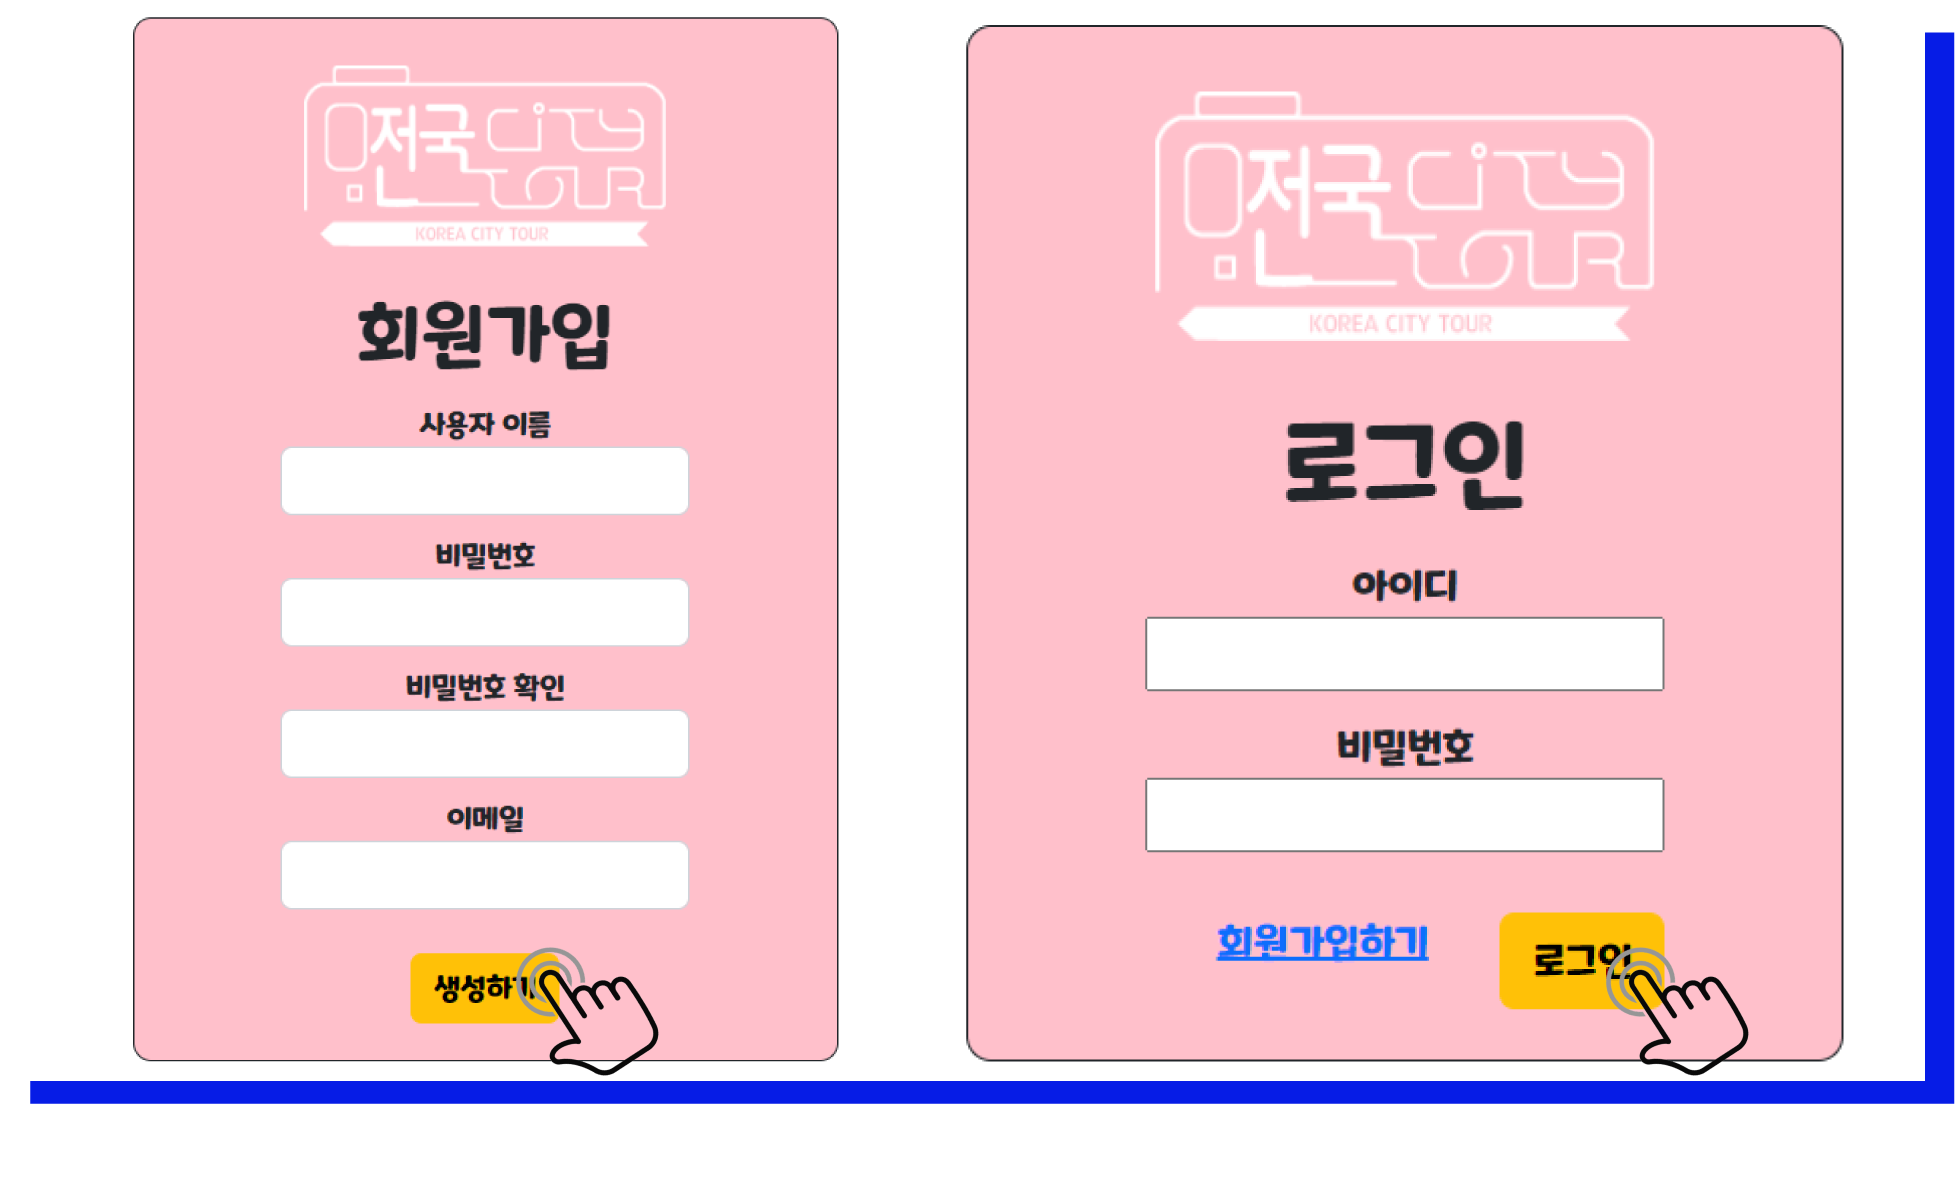 전국 CITY
TOUR
KOREA CITY TOUR
회원가입
사용자 이름
비밀번호
비밀번호 확인
이메일
생성하기
전국 CITY
TOUR
KOREA CITY TOUR
로그인
아이디
비밀번호
회원가입하기
로그인